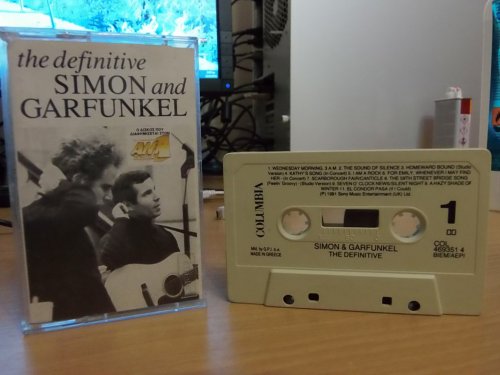 the definitive
SIMON and
GARFUNKEL
COLUMBIA
1. WEDNESDAY MORNING, 3 A.M. 2. THE SOUND OF SILENCE 3. HOMEWARD BOUND (Studio
Version) 4. KATHY'S SONG (In Concert) 5. I AM A ROCK 6. FOR EMILY, WHENEVER I MAY FIND
HER (In Concert) 7. SCARBOROUGH FAIR/CANTICLE 8. THE 59TH STREET BRIDGE SONG
(Feelin' Groovy) (Studio Version) 9. SEVEN O' CLOCK NEWS/SILENT NIGHT 10. A HAZY SHADE OF
WINTER 11. EL CONDOR PASA (If I Could)
(P) 1991 Sony Music Entertainment (UK) Ltd.
1
SIMON & GARFUNKEL
THE DEFINITIVE
MADE IN GREECE
COL
469351 4
BIEM/AEPI